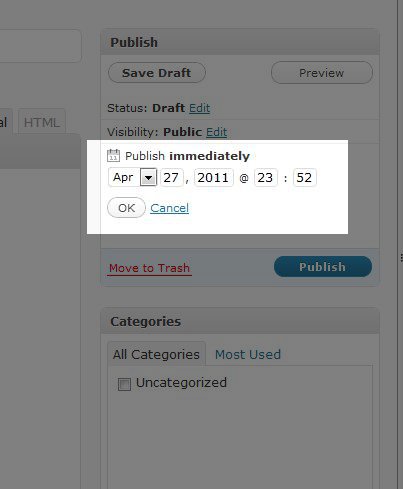 Publish
Save Draft Preview
Status: Draft Edit
HTML
Visibility: Public Edit
Publish immediately
Apr 27, 2011 @ 23 : 52
OK Cancel
Move to Trash Publish
Categories
All Categories Most Used
Uncategorized